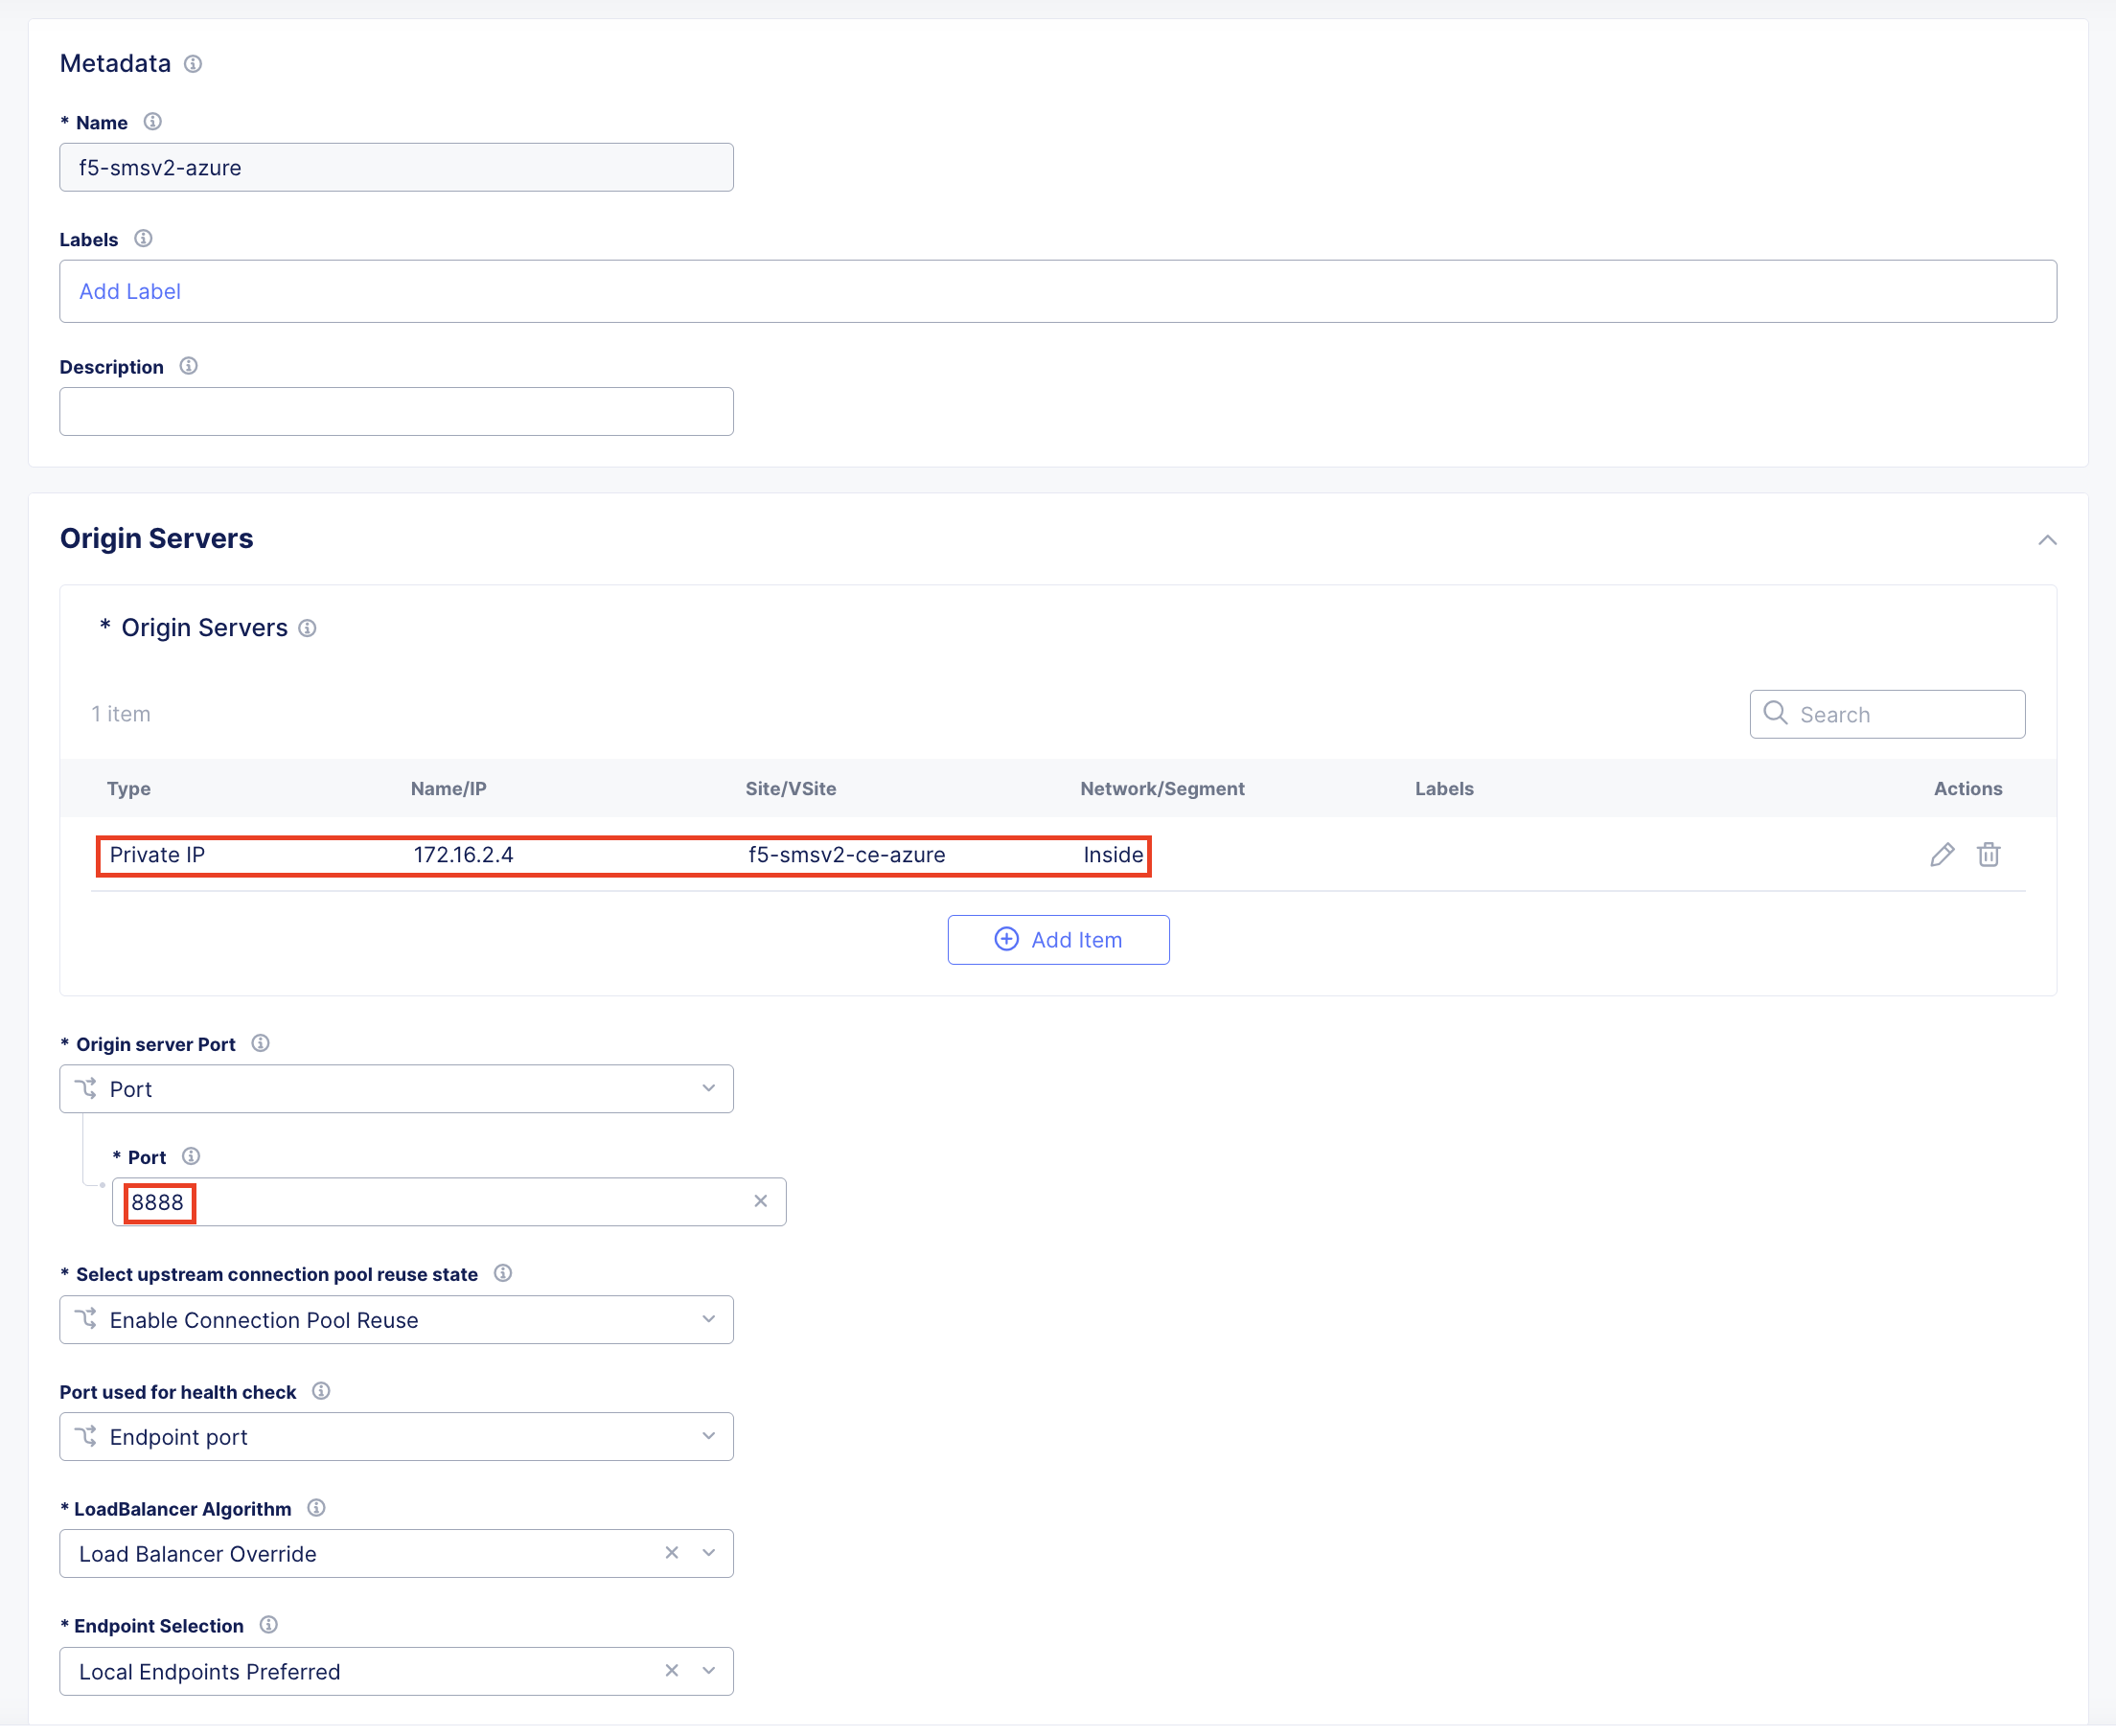 Metadata
* Name
f5-smsv2-azure
Labels
Add Label
Description
Origin Servers
* Origin Servers
1 item
Search
Type Name/IP Site/VSite Network/Segment Labels Actions
Private IP 172.16.2.4 f5-smsv2-ce-azure Inside
Add Item
* Origin server Port
Port
* Port
8888
* Select upstream connection pool reuse state
Enable Connection Pool Reuse
Port used for health check
Endpoint port
* LoadBalancer Algorithm
Load Balancer Override
* Endpoint Selection
Local Endpoints Preferred